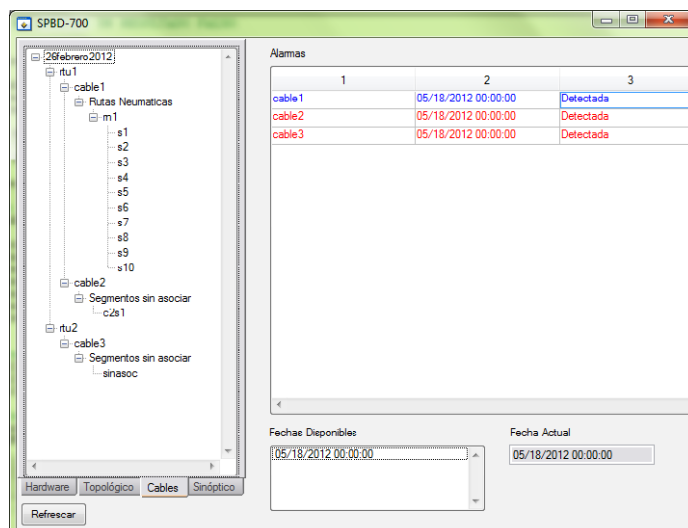 SPBD-700
26febrero2012
rtu1
cable1
Rutas Neumaticas
m1
s1
s2
s3
s4
s5
s6
s7
s8
s9
s10
cable2
Segmentos sin asociar
c2s1
rtu2
cable3
Segmentos sin asociar
sinasoc
Hardware Topológico Cables Sinóptico
Refrescar
Alarmas
1 2 3
cable1 05/18/2012 00:00:00 Detectada
cable2 05/18/2012 00:00:00 Detectada
cable3 05/18/2012 00:00:00 Detectada
Fechas Disponibles
05/18/2012 00:00:00
Fecha Actual
05/18/2012 00:00:00